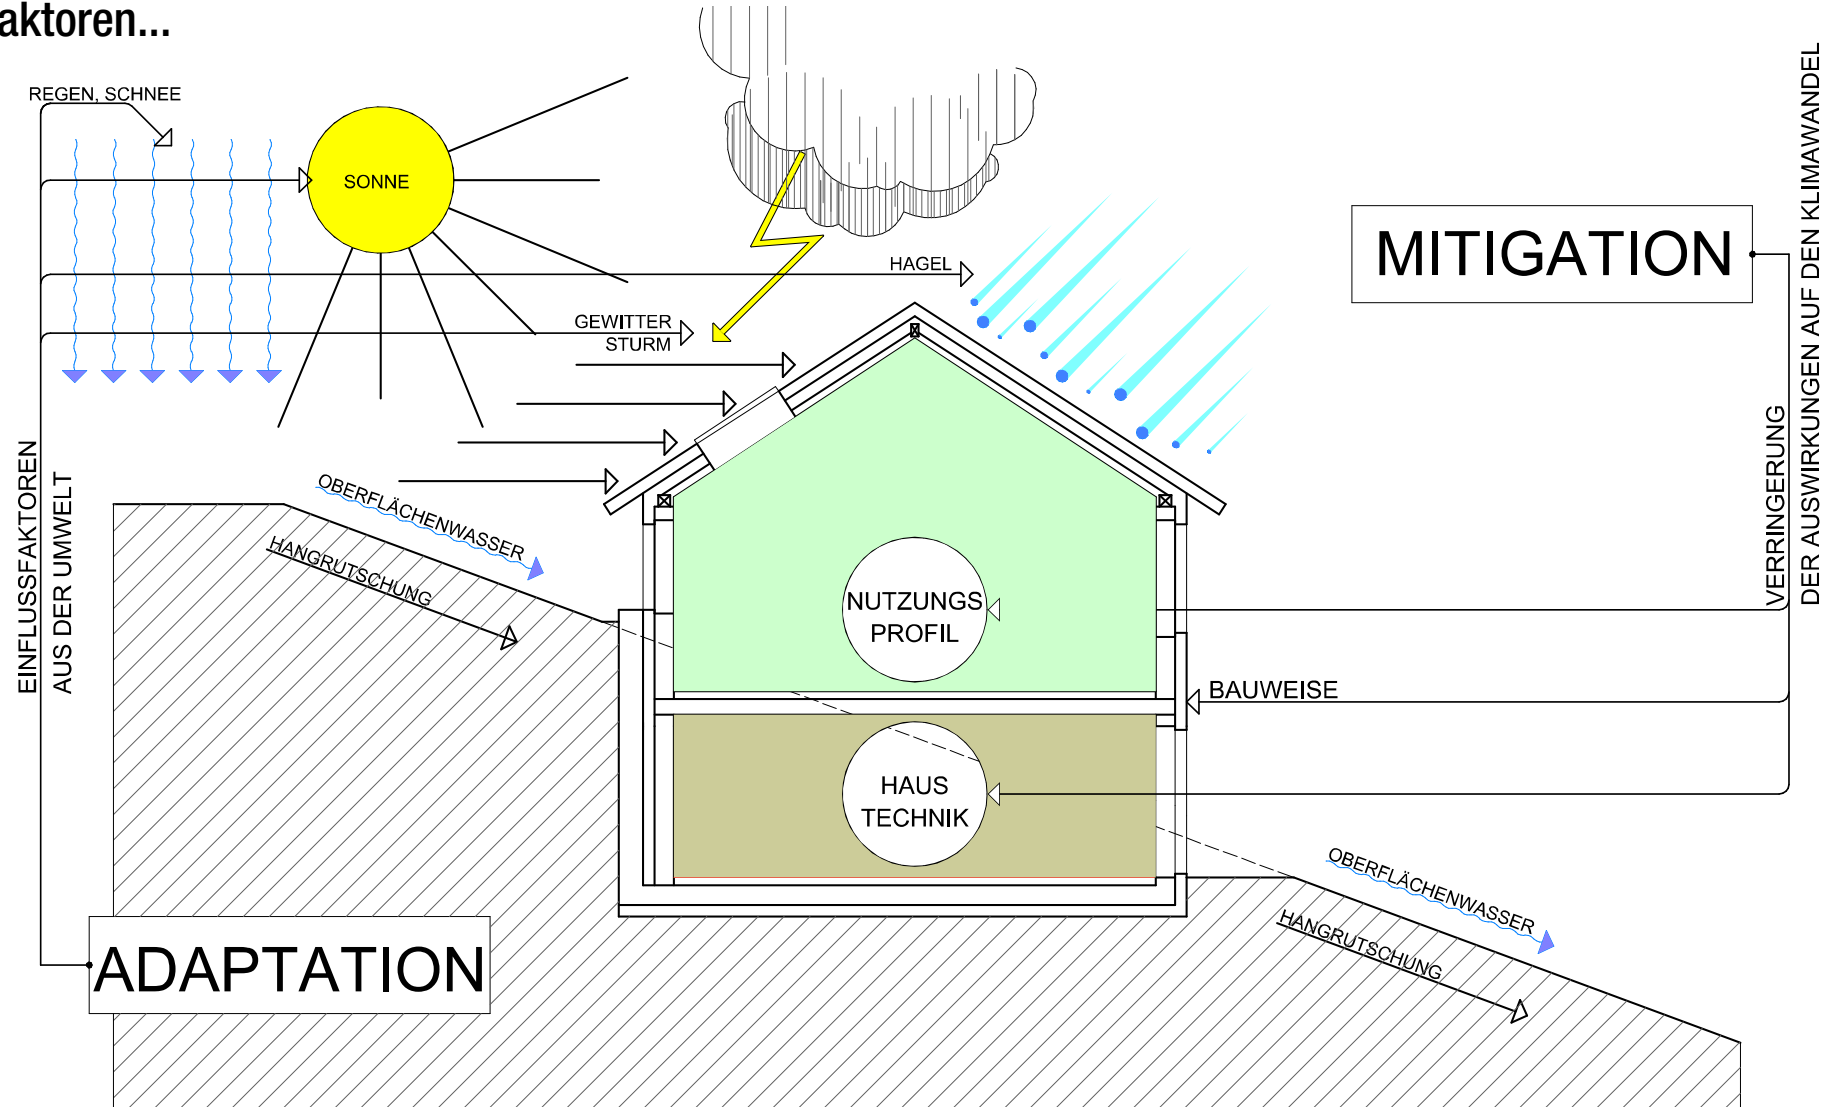 aktoren...
REGEN, SCHNEE
SONNE
HAGEL
GEWITTER
STURM
MITIGATION
VERRINGERUNG
DER AUSWIRKUNGEN AUF DEN KLIMAWANDEL
EINFLUSSFAKTOREN
AUS DER UMWELT
OBERFLÄCHENWASSER
HANGRUTSCHUNG
NUTZUNGS
PROFIL
BAUWEISE
HAUS
TECHNIK
OBERFLÄCHENWASSER
HANGRUTSCHUNG
ADAPTATION